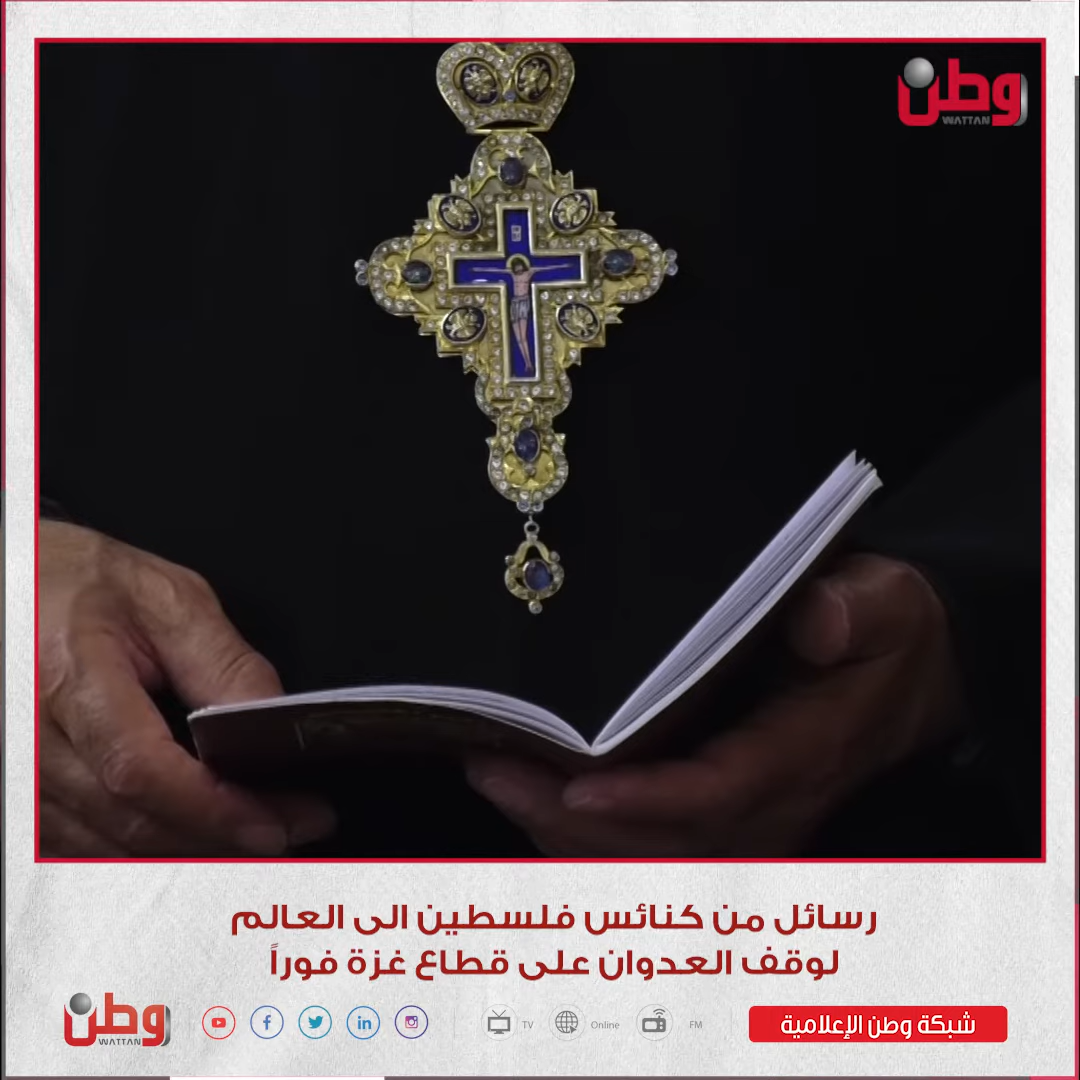 وطن
WATTAN
رسائل من كنائس فلسطين الى العالم
لوقف العدوان على قطاع غزة فوراً
وطن
WATTAN
TV
Online
FM
شبكة وطن الإعلامية